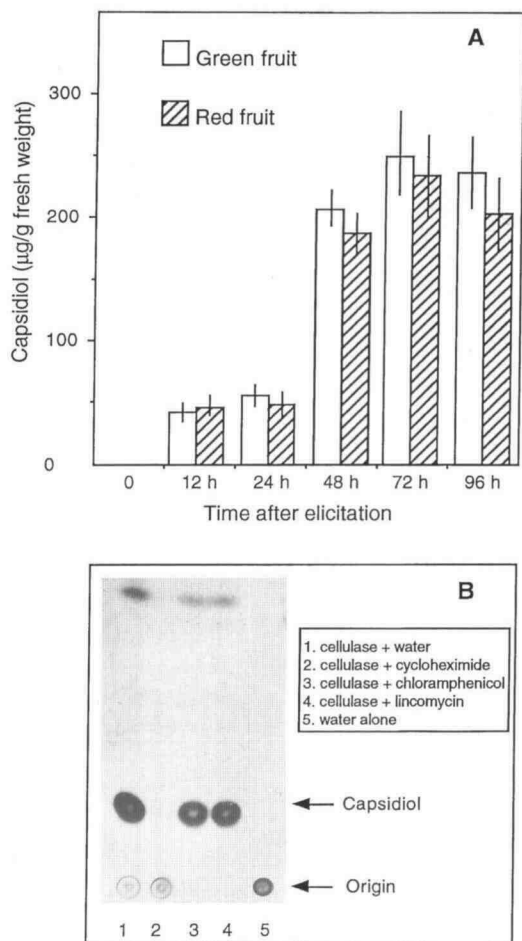 A
Green fruit
Red fruit
Capsidiol (µg/g fresh weight)
300
200
100
0
0 12 h 24 h 48 h 72 h 96 h
Time after elicitation
B
1. cellulase + water
2. cellulase + cycloheximide
3. cellulase + chloramphenicol
4. cellulase + lincomycin
5. water alone
Capsidiol
Origin
1 2 3 4 5